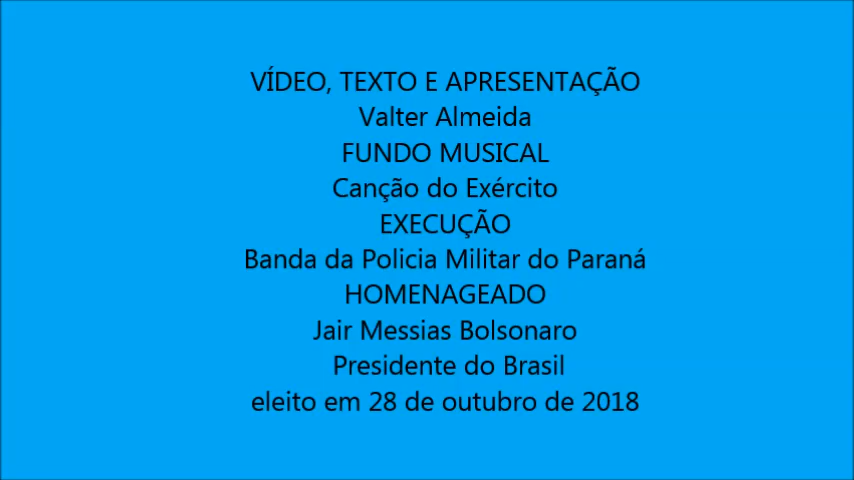 VÍDEO, TEXTO E APRESENTAÇÃO
Valter Almeida
FUNDO MUSICAL
Canção do Exército
EXECUÇÃO
Banda da Policia Militar do Paraná
HOMENAGEADO
Jair Messias Bolsonaro
Presidente do Brasil
eleito em 28 de outubro de 2018